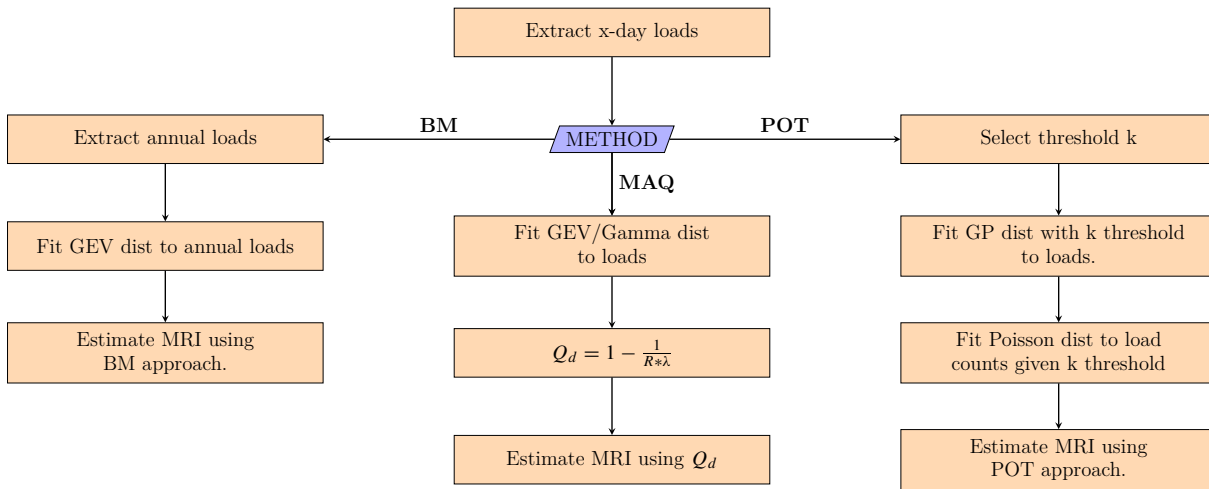 Extract x-day loads
BM
METHOD
POT
MAQ
Extract annual loads
Fit GEV dist to annual loads
Estimate MRI using
BM approach.
Fit GEV/Gamma dist
to loads
Q_d = 1 − 1/(R∗λ)
Estimate MRI using Q_d
Select threshold k
Fit GP dist with k threshold
to loads.
Fit Poisson dist to load
counts given k threshold
Estimate MRI using
POT approach.